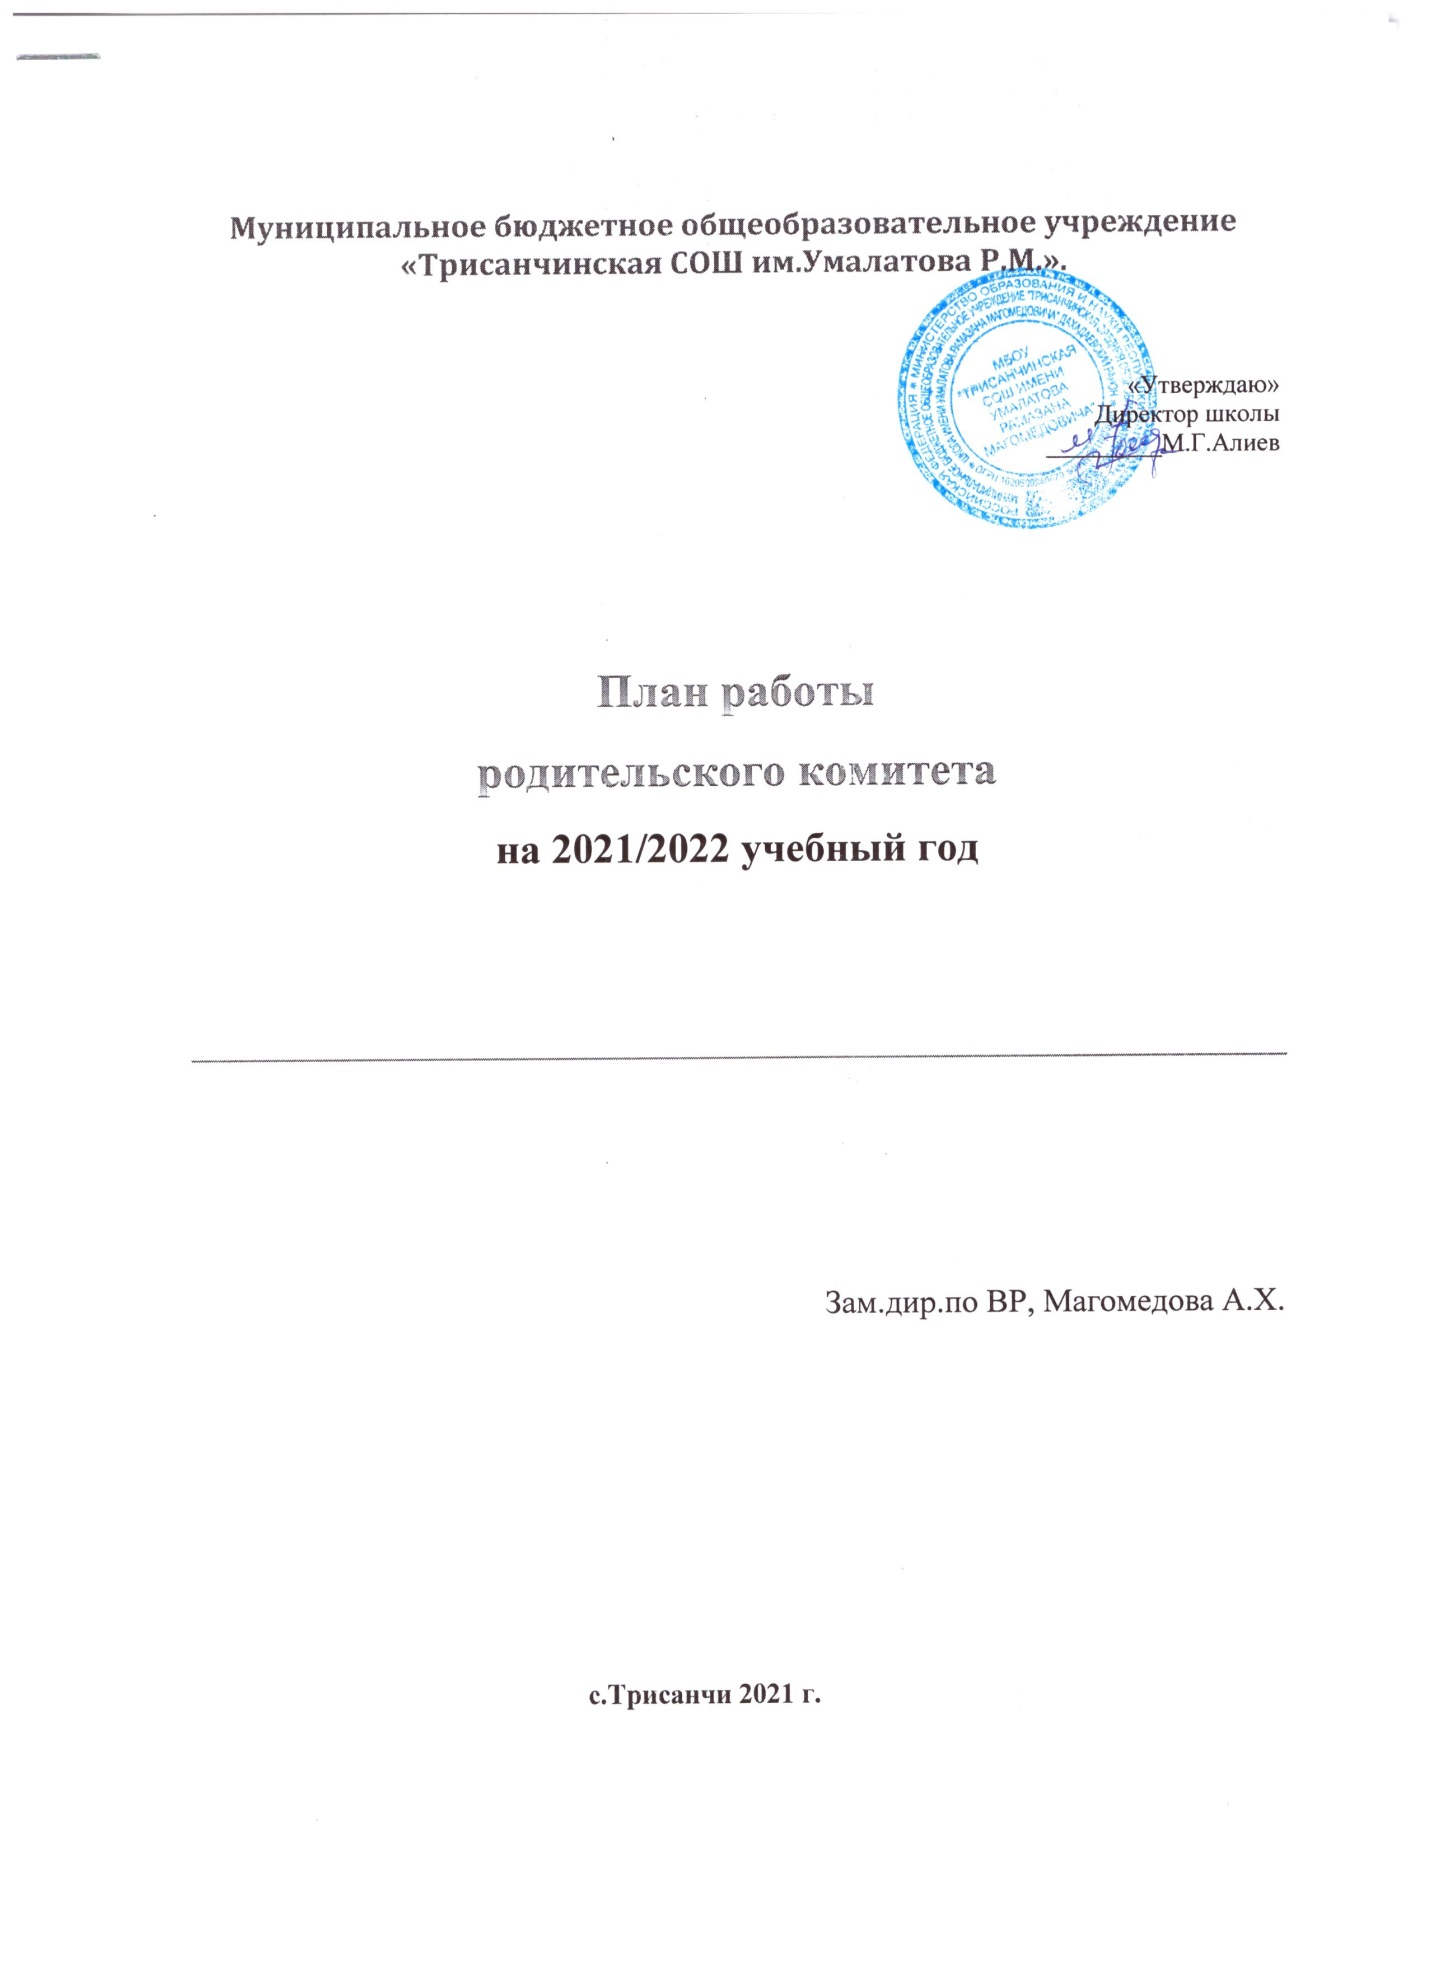 Муниципальное бюджетное общеобразовательное учреждение
«Трисанчинская СОШ им.Умалатова Р.М.».
МБОУ
"ТРИСАНЧИНСКАЯ
СОШ ИМЕНИ
УМАЛАТОВА
РАМАЗАНА
МАГОМЕДОВИЧА"
«Утверждаю»
Директор школы
М.Г.Алиев
План работы
родительского комитета
на 2021/2022 учебный год
Зам.дир.по ВР, Магомедова А.Х.
с.Трисанчи 2021 г.